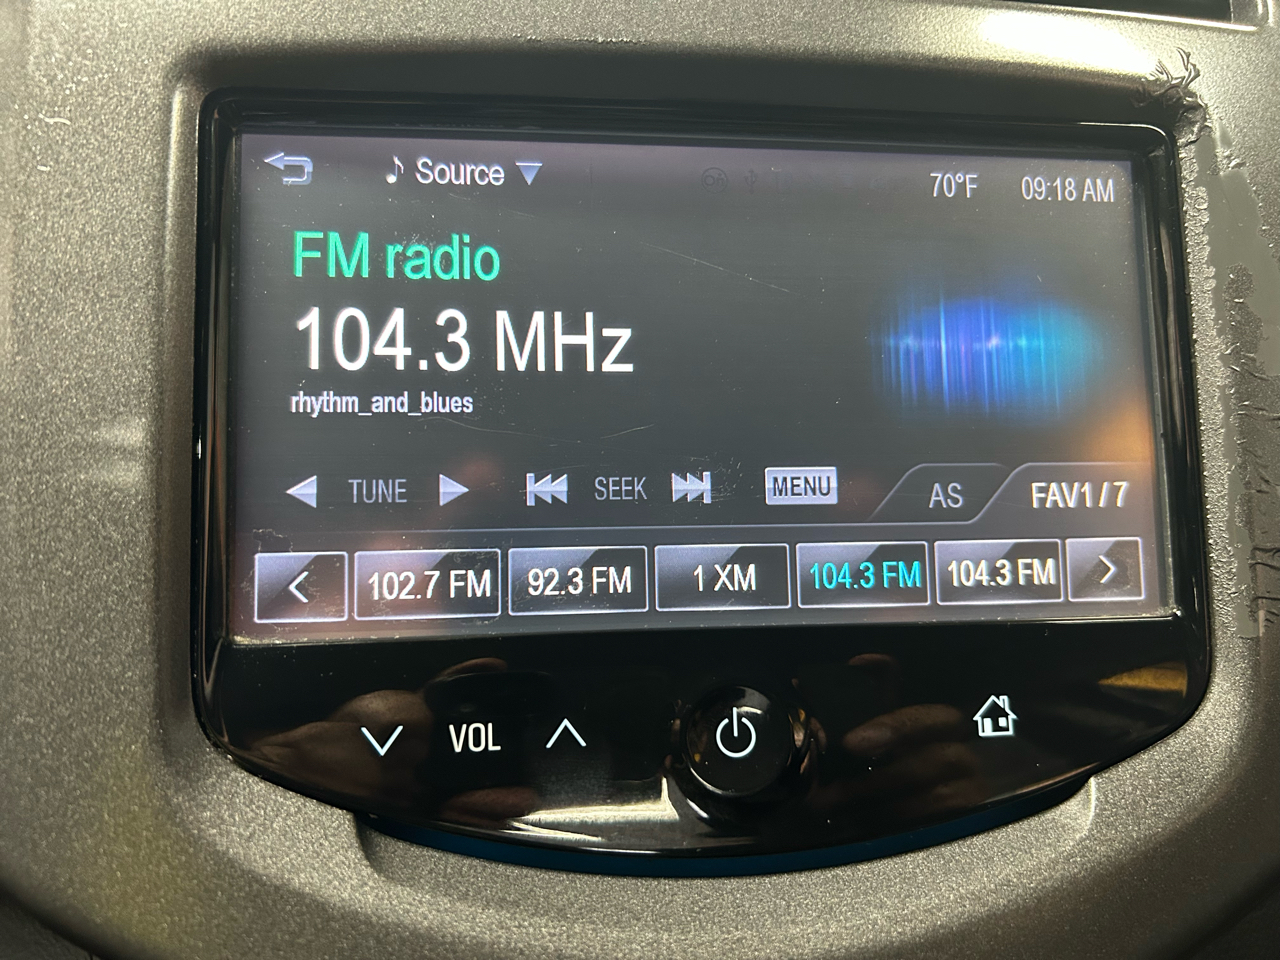 Source
70°F 09:18 AM
FM radio
104.3 MHz
rhythm_and_blues
TUNE SEEK MENU AS FAV1/7
102.7 FM 92.3 FM 1 XM 104.3 FM 104.3 FM
VOL